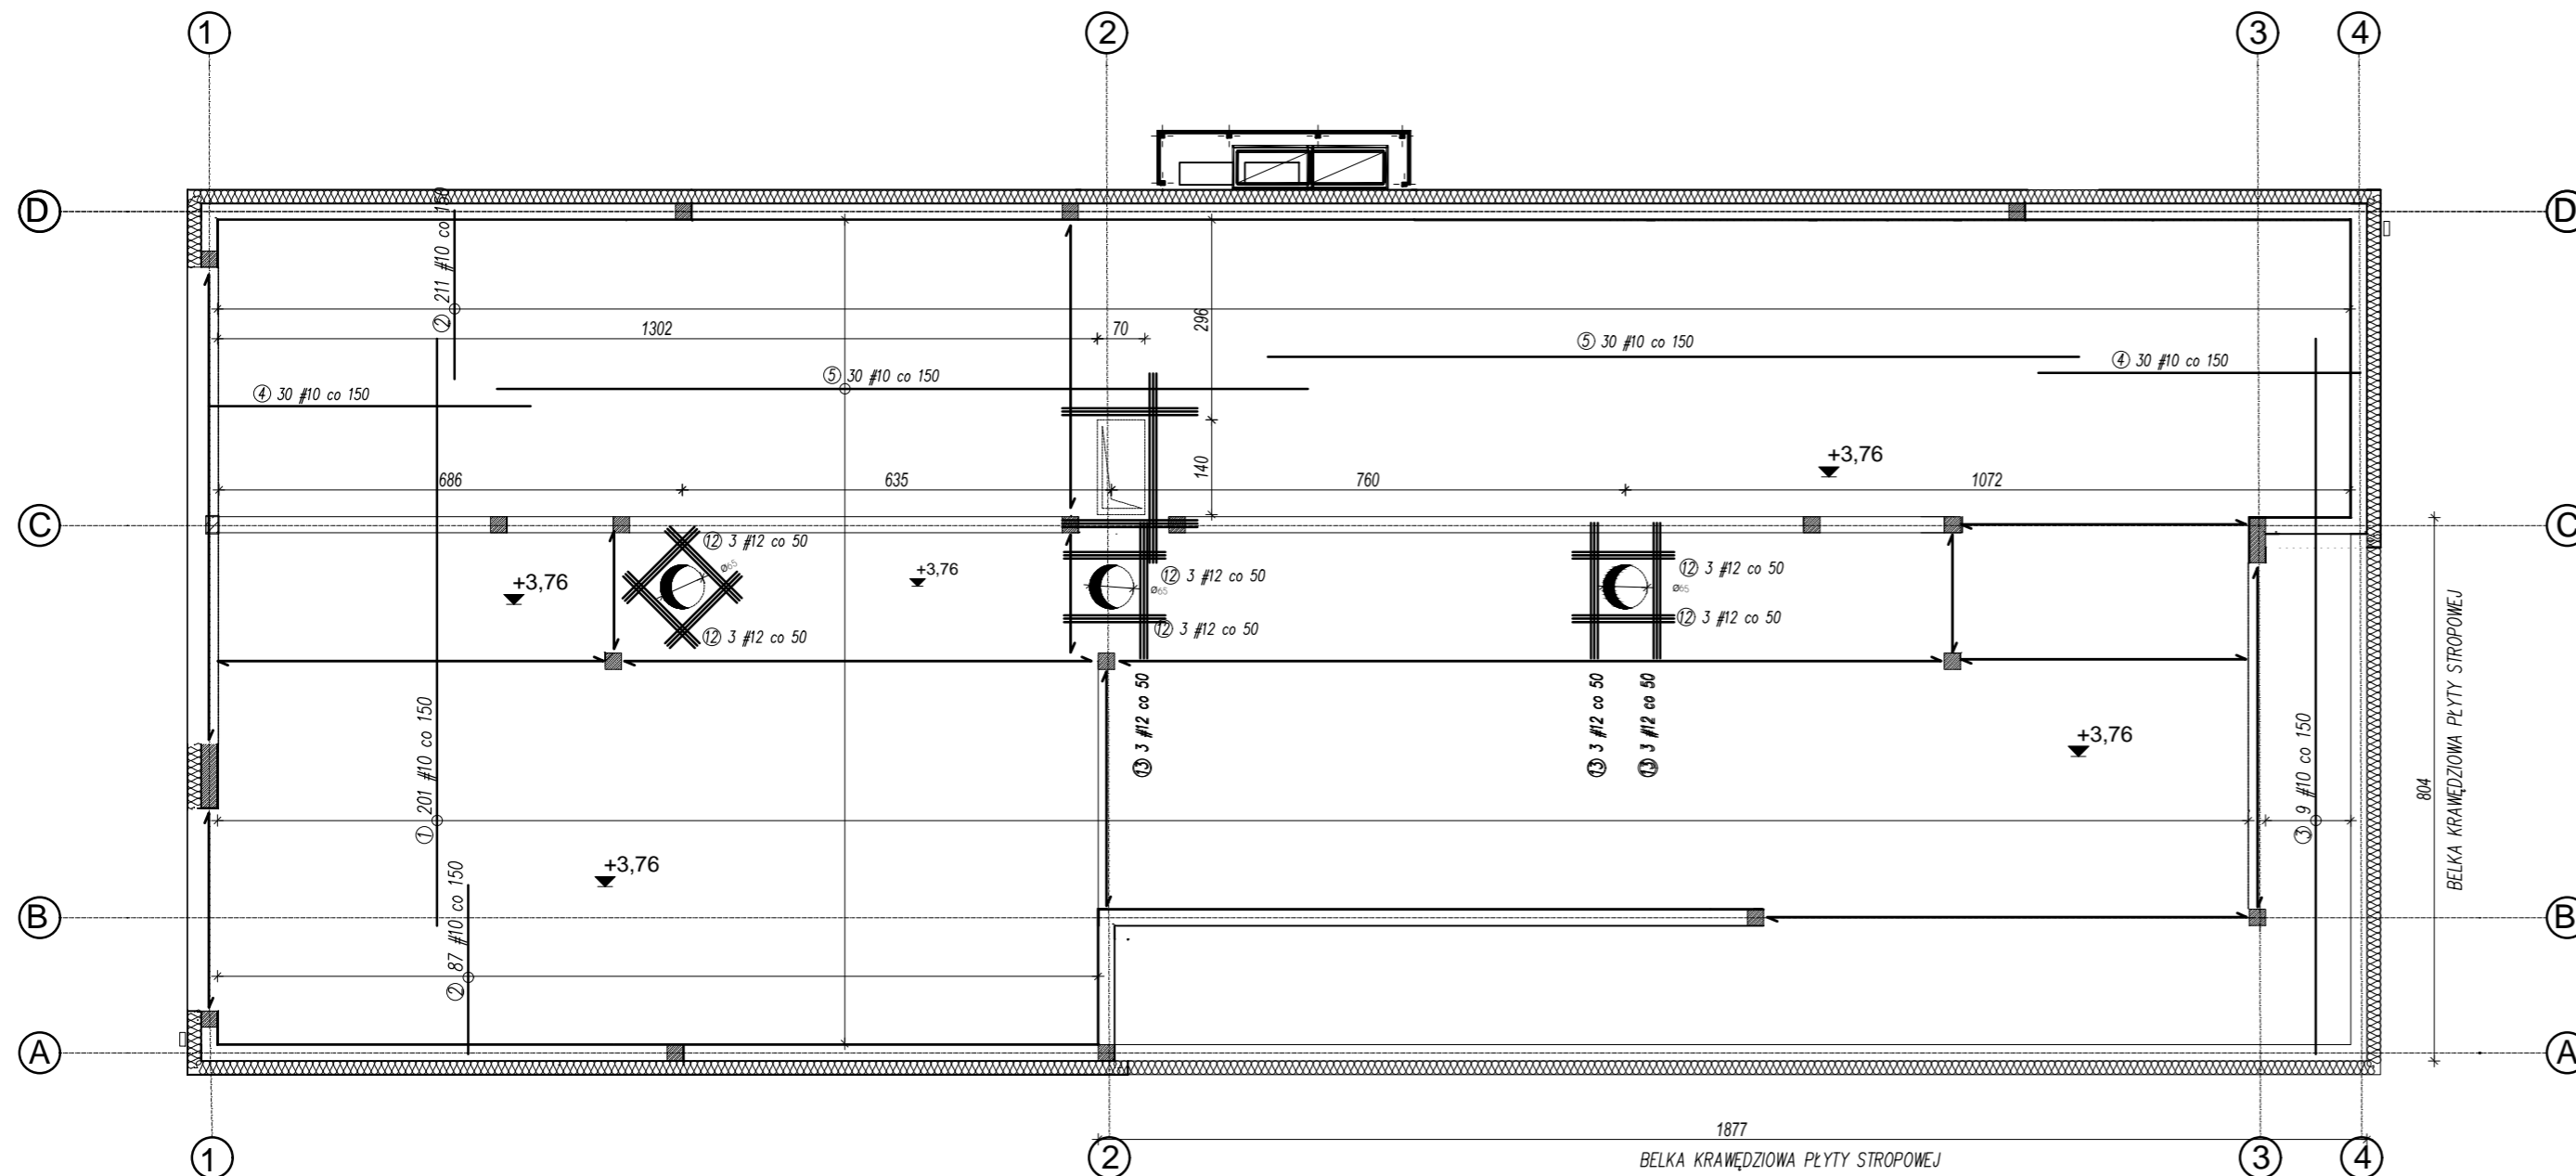 1
2
3
4
D
D
② 211 #10 co 150
1302
70
296
⑤ 30 #10 co 150
④ 30 #10 co 150
⑤ 30 #10 co 150
④ 30 #10 co 150
+3,76
140
686
635
760
1072
C
C
⑫ 3 #12 co 50
Ø65
+3,76
+3,76
⑫ 3 #12 co 50
Ø65
⑫ 3 #12 co 50
Ø65
⑫ 3 #12 co 50
⑫ 3 #12 co 50
⑫ 3 #12 co 50
⑬ 3 #12 co 50
⑬ 3 #12 co 50
⑬ 3 #12 co 50
+3,76
① 201 #10 co 150
③ 9 #10 co 150
804
BELKA KRAWĘDZIOWA PŁYTY STROPOWEJ
+3,76
② 87 #10 co 150
B
B
A
A
1877
BELKA KRAWĘDZIOWA PŁYTY STROPOWEJ
1
2
3
4